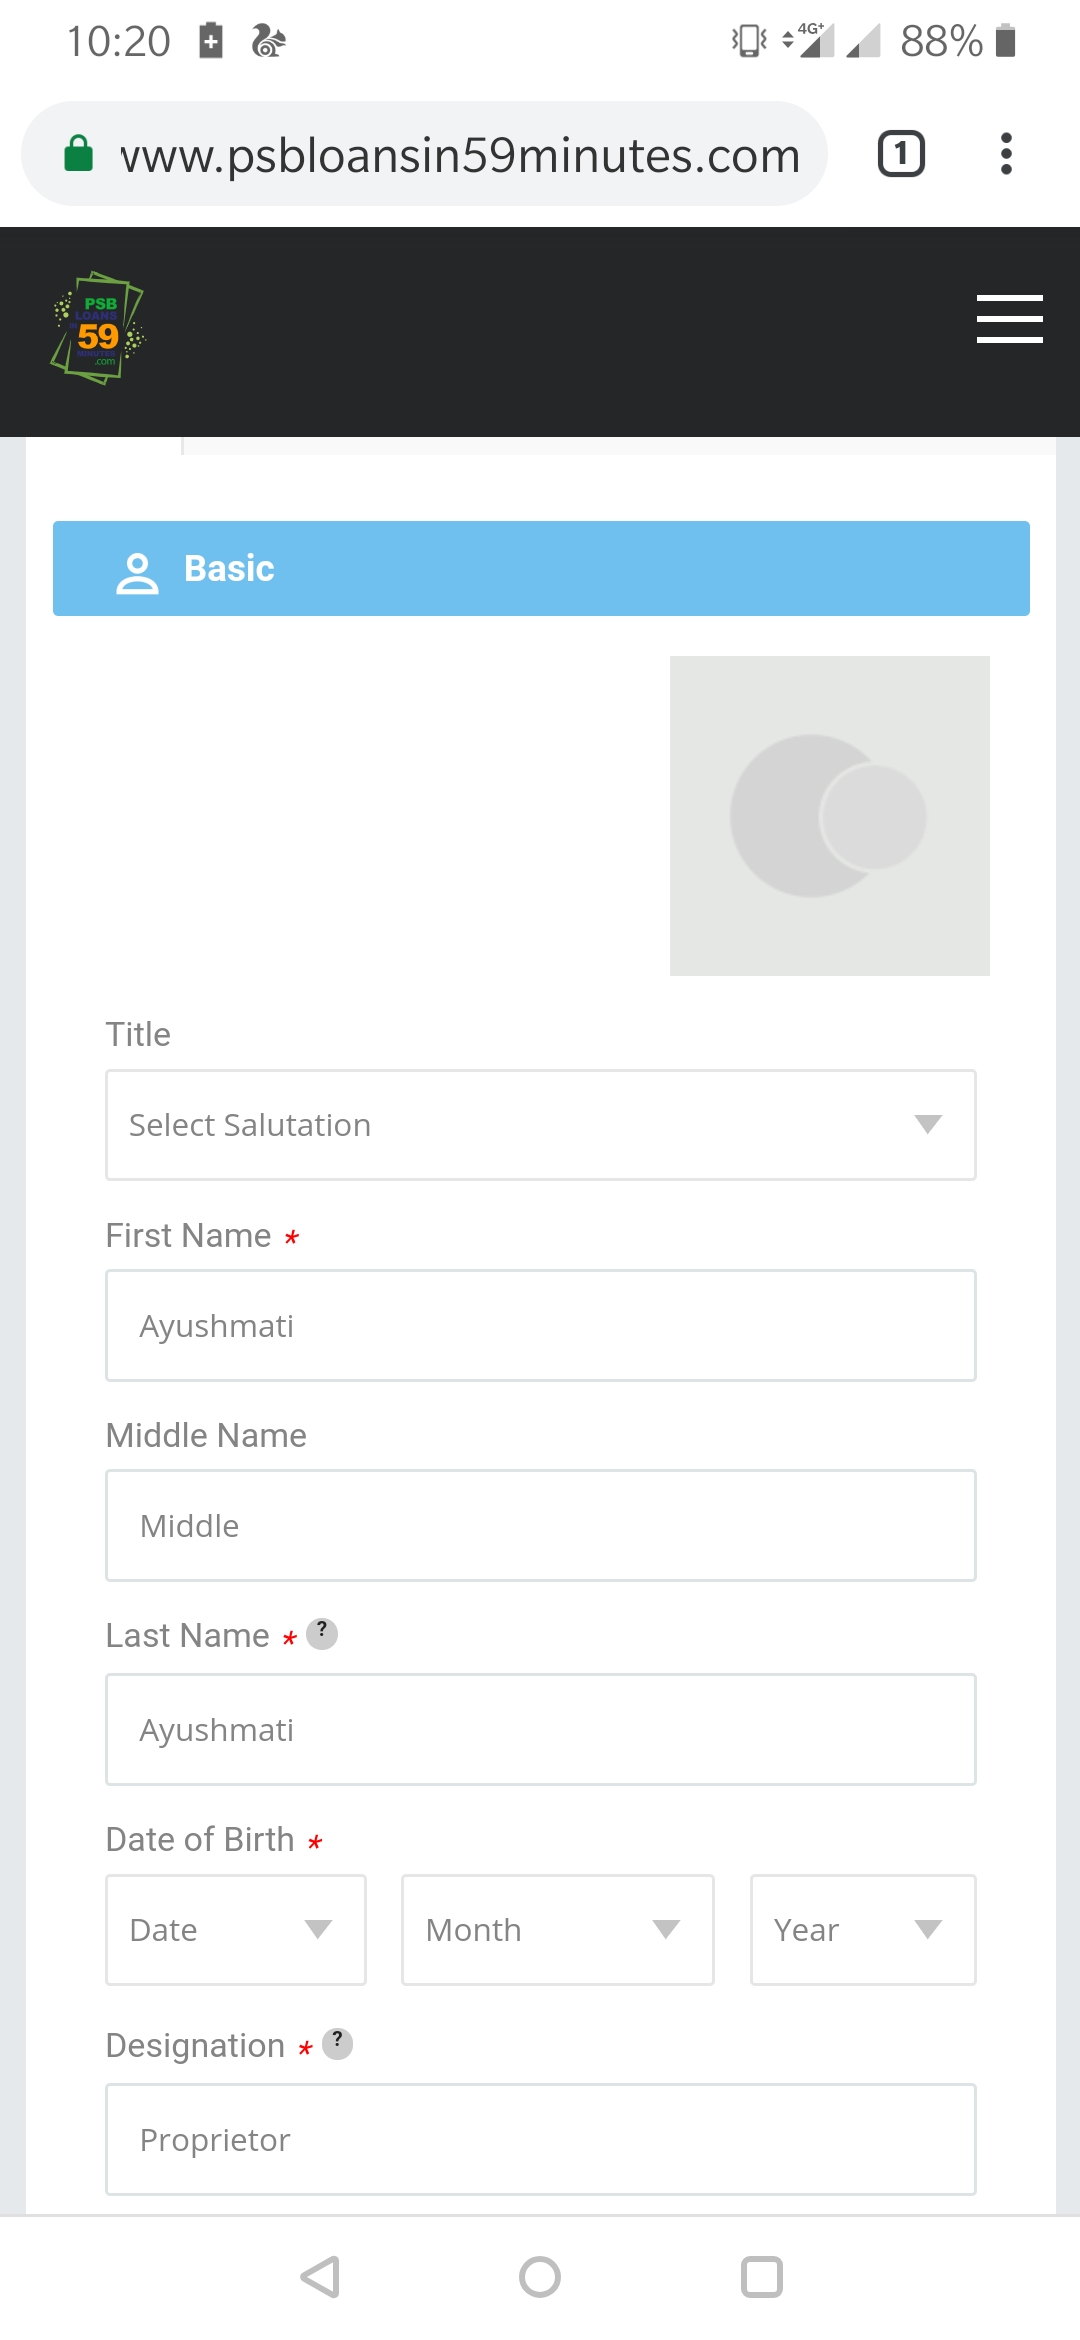 10:20
4G+ 88%
www.psbloansin59minutes.com
1
PSB
LOANS
IN 59
MINUTES
.com
Basic
Title
Select Salutation
First Name *
Ayushmati
Middle Name
Middle
Last Name * ?
Ayushmati
Date of Birth *
Date Month Year
Designation * ?
Proprietor